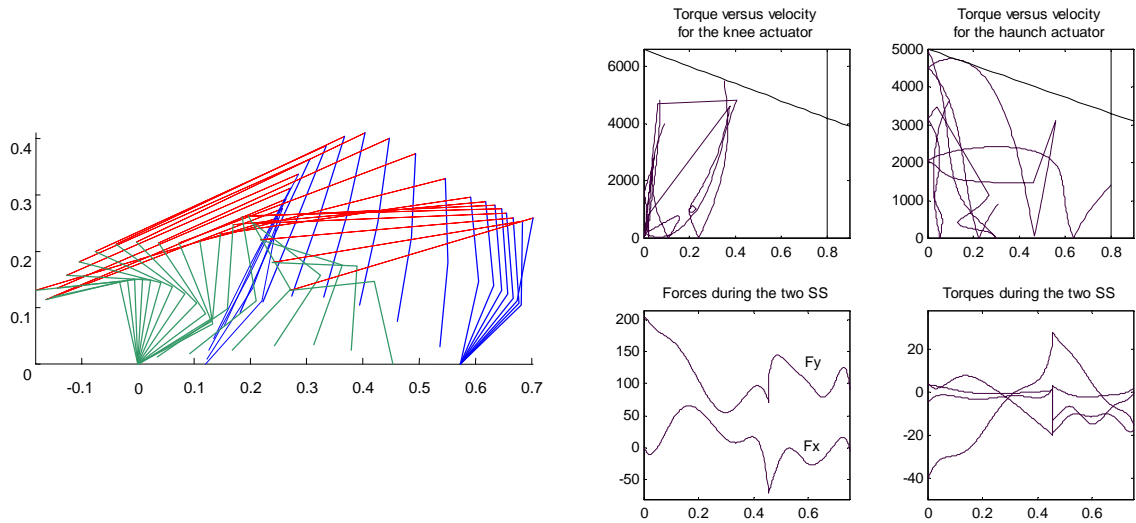 0.4
0.3
0.2
0.1
0
-0.1 0 0.1 0.2 0.3 0.4 0.5 0.6 0.7
Torque versus velocity
for the knee actuator
6000
4000
2000
0
0 0.2 0.4 0.6 0.8
Torque versus velocity
for the haunch actuator
5000
4000
3000
2000
1000
0
0 0.2 0.4 0.6 0.8
Forces during the two SS
200
150
100
50
0
-50
Fy
Fx
0 0.2 0.4 0.6
Torques during the two SS
20
0
-20
-40
0 0.2 0.4 0.6